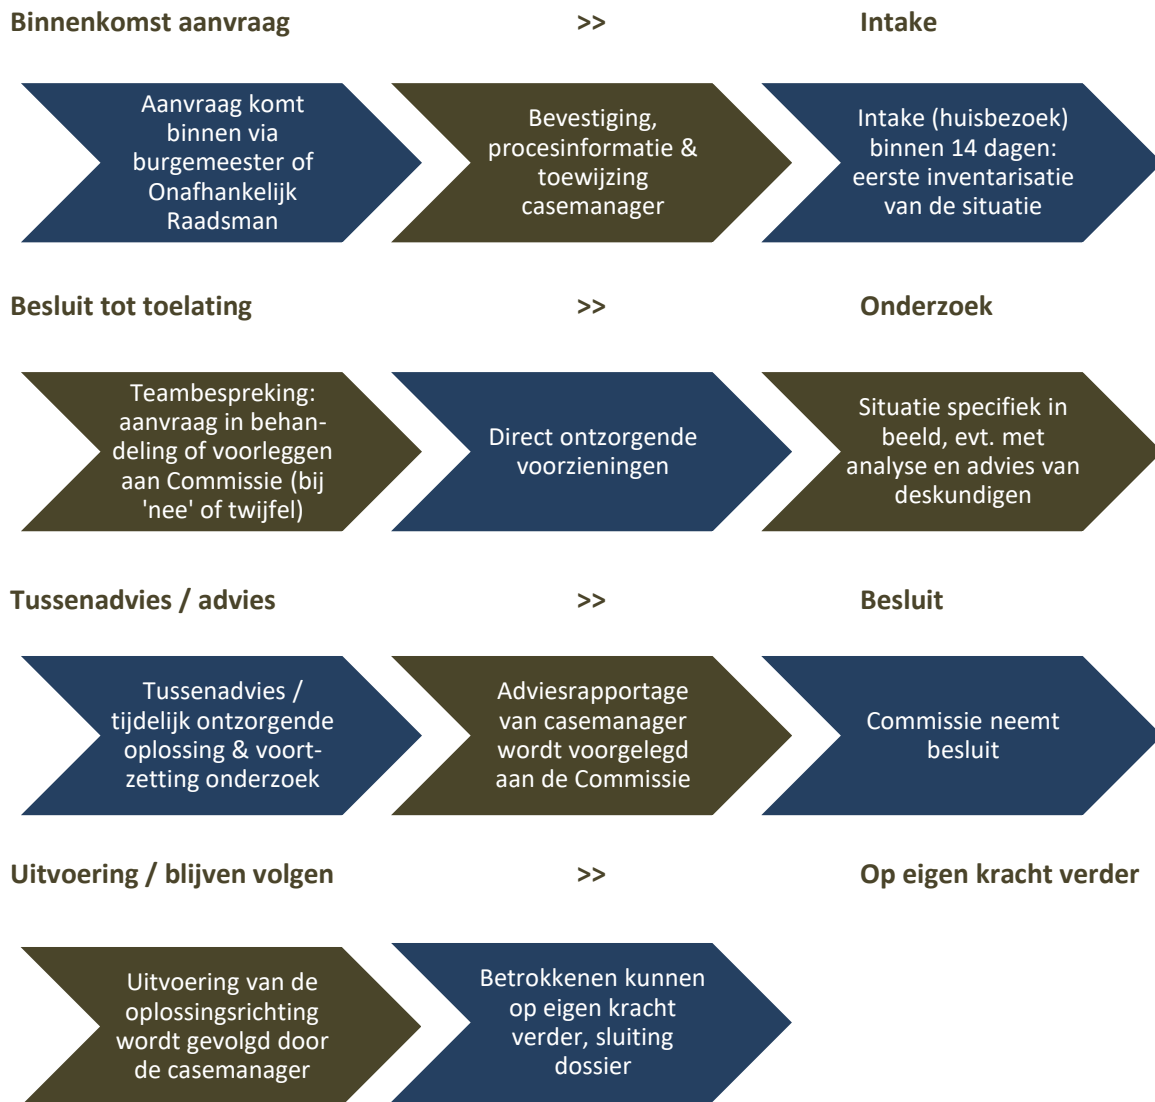 Binnenkomst aanvraag >> Intake
Aanvraag komt
binnen via
burgemeester of
Onafhankelijk
Raadsman
Bevestiging,
procesinformatie &
toewijzing
casemanager
Intake (huisbezoek)
binnen 14 dagen:
eerste inventarisatie
van de situatie
Besluit tot toelating >> Onderzoek
Teambespreking:
aanvraag in behan-
deling of voorleggen
aan Commissie (bij
'nee' of twijfel)
Direct ontzorgende
voorzieningen
Situatie specifiek in
beeld, evt. met
analyse en advies van
deskundigen
Tussenadvies / advies >> Besluit
Tussenadvies /
tijdelijk ontzorgende
oplossing & voort-
zetting onderzoek
Adviesrapportage
van casemanager
wordt voorgelegd
aan de Commissie
Commissie neemt
besluit
Uitvoering / blijven volgen >> Op eigen kracht verder
Uitvoering van de
oplossingsrichting
wordt gevolgd door
de casemanager
Betrokkenen kunnen
op eigen kracht
verder, sluiting
dossier